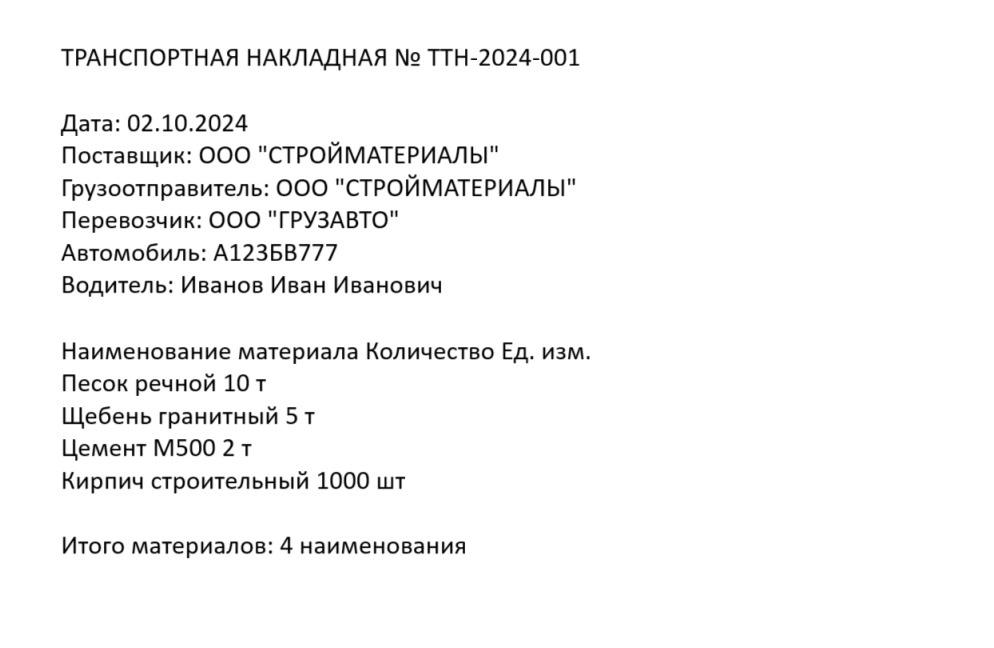 ТРАНСПОРТНАЯ НАКЛАДНАЯ № ТТН-2024-001
Дата: 02.10.2024
Поставщик: ООО "СТРОЙМАТЕРИАЛЫ"
Грузоотправитель: ООО "СТРОЙМАТЕРИАЛЫ"
Перевозчик: ООО "ГРУЗАВТО"
Автомобиль: А123БВ777
Водитель: Иванов Иван Иванович
Наименование материала Количество Ед. изм.
Песок речной 10 т
Щебень гранитный 5 т
Цемент М500 2 т
Кирпич строительный 1000 шт
Итого материалов: 4 наименования